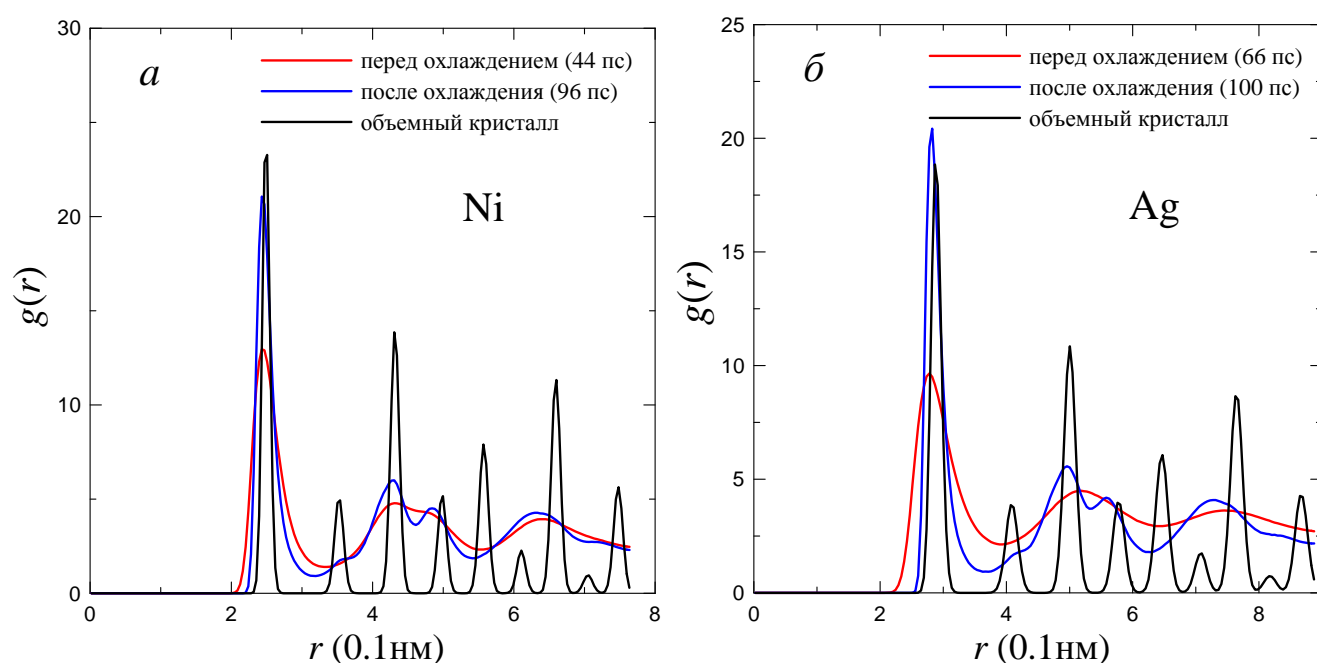 30
20
10
0
0
2
4
6
8
g(r)
r (0.1нм)
а
перед охлаждением (44 пс)
после охлаждения (96 пс)
объемный кристалл
Ni
25
20
15
10
5
0
0
2
4
6
8
g(r)
r (0.1нм)
б
перед охлаждением (66 пс)
после охлаждения (100 пс)
объемный кристалл
Ag